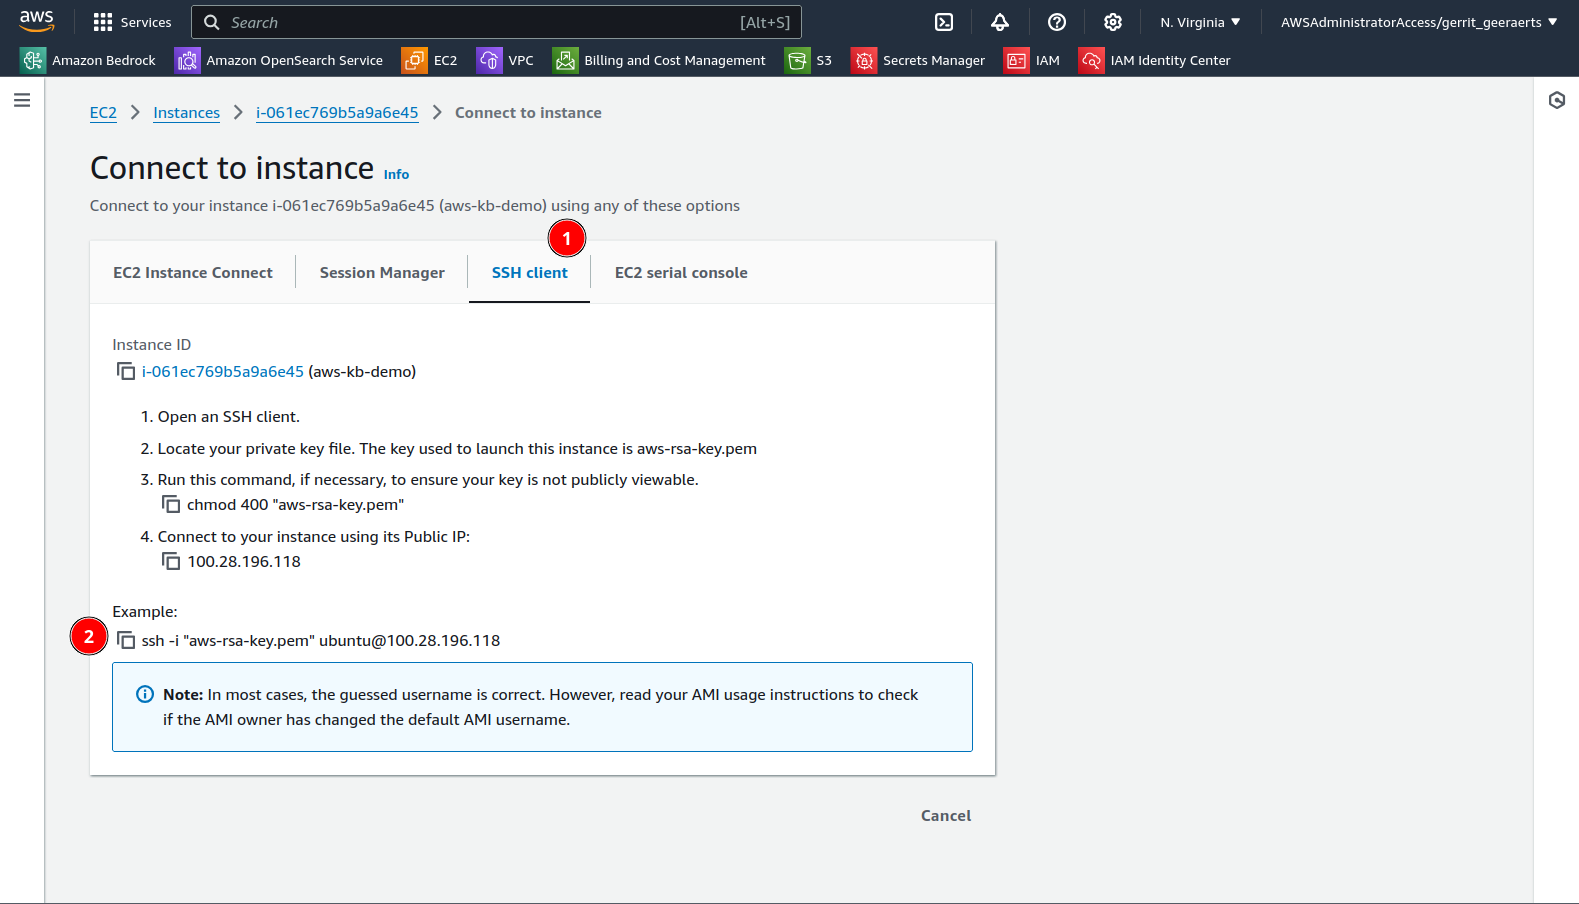 aws Services Search [Alt+S] N. Virginia AWSAdministratorAccess/gerrit_geeraerts
Amazon Bedrock Amazon OpenSearch Service EC2 VPC Billing and Cost Management S3 Secrets Manager IAM IAM Identity Center
EC2 Instances i-061ec769b5a9a6e45 Connect to instance
Connect to instance Info
Connect to your instance i-061ec769b5a9a6e45 (aws-kb-demo) using any of these options
1
EC2 Instance Connect Session Manager SSH client EC2 serial console
Instance ID
i-061ec769b5a9a6e45 (aws-kb-demo)
1. Open an SSH client.
2. Locate your private key file. The key used to launch this instance is aws-rsa-key.pem
3. Run this command, if necessary, to ensure your key is not publicly viewable.
chmod 400 "aws-rsa-key.pem"
4. Connect to your instance using its Public IP:
100.28.196.118
Example:
2 ssh -i "aws-rsa-key.pem" ubuntu@100.28.196.118
Note: In most cases, the guessed username is correct. However, read your AMI usage instructions to check
if the AMI owner has changed the default AMI username.
Cancel